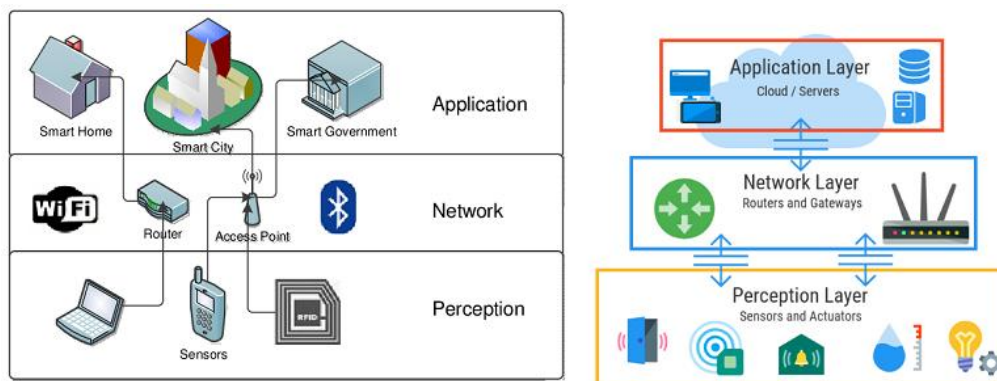 Smart Home
Smart City
Smart Government
Application
WiFi
Router
Access Point
Network
Sensors
RFID
Perception
Application Layer
Cloud / Servers
Network Layer
Routers and Gateways
Perception Layer
Sensors and Actuators